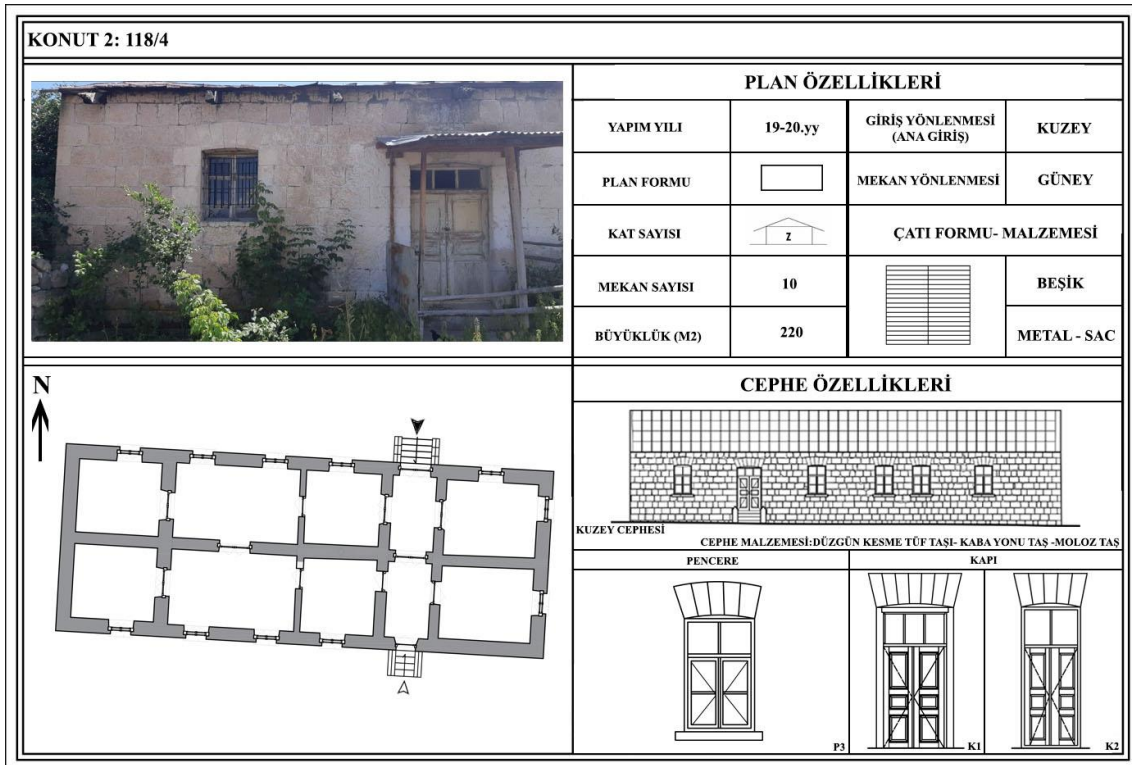 KONUT 2: 118/4
PLAN ÖZELLİKLERİ
YAPIM YILI
19-20.yy
GİRİŞ YÖNLENMESİ
(ANA GİRİŞ)
KUZEY
PLAN FORMU
MEKAN YÖNLENMESİ
GÜNEY
KAT SAYISI
Z
ÇATI FORMU- MALZEMESİ
MEKAN SAYISI
10
BEŞİK
BÜYÜKLÜK (M2)
220
METAL - SAC
N
CEPHE ÖZELLİKLERİ
KUZEY CEPHESİ
CEPHE MALZEMESİ:DÜZGÜN KESME TÜF TAŞI- KABA YONU TAŞ -MOLOZ TAŞ
PENCERE
KAPI
P3
K1
K2